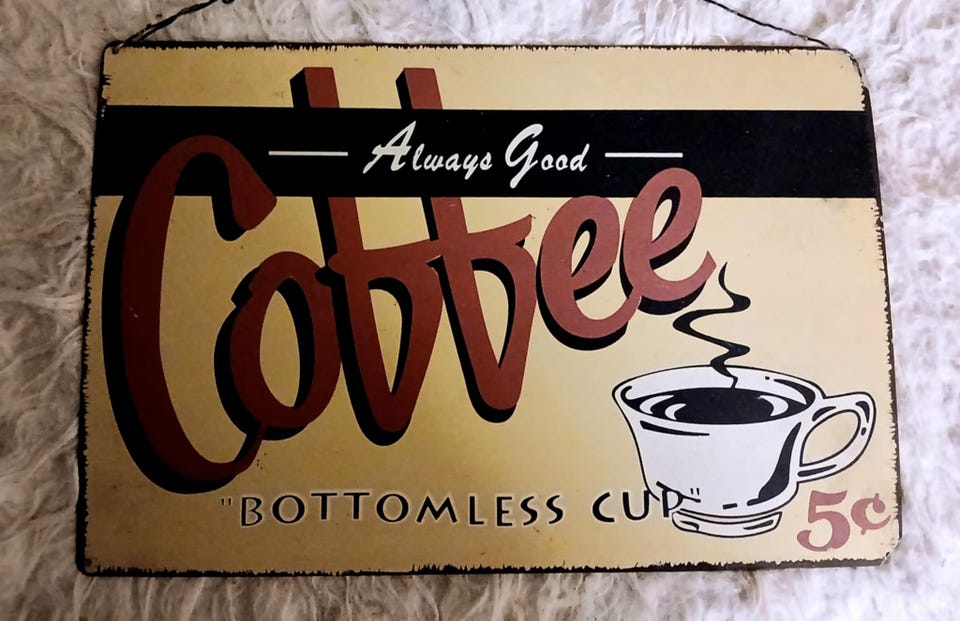 Always Good
Coffee
"BOTTOMLESS CUP"
5¢